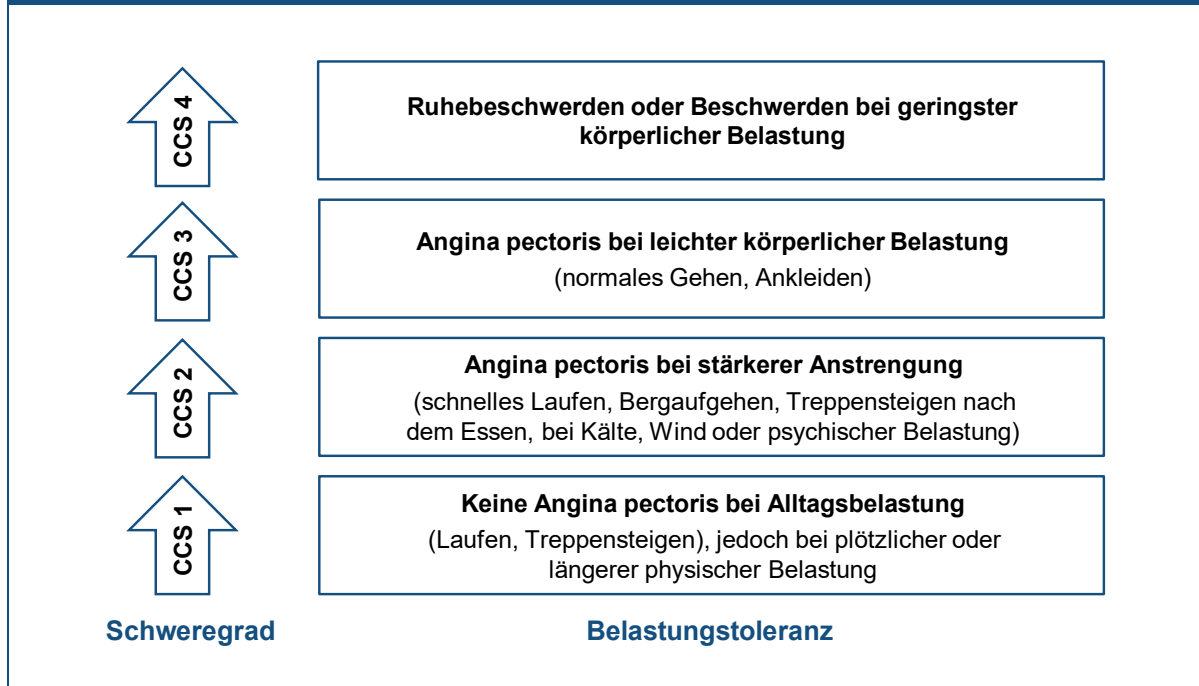 CCS 4
Ruhebeschwerden oder Beschwerden bei geringster
körperlicher Belastung
CCS 3
Angina pectoris bei leichter körperlicher Belastung
(normales Gehen, Ankleiden)
CCS 2
Angina pectoris bei stärkerer Anstrengung
(schnelles Laufen, Bergaufgehen, Treppensteigen nach
dem Essen, bei Kälte, Wind oder psychischer Belastung)
CCS 1
Keine Angina pectoris bei Alltagsbelastung
(Laufen, Treppensteigen), jedoch bei plötzlicher oder
längerer physischer Belastung
Schweregrad
Belastungstoleranz